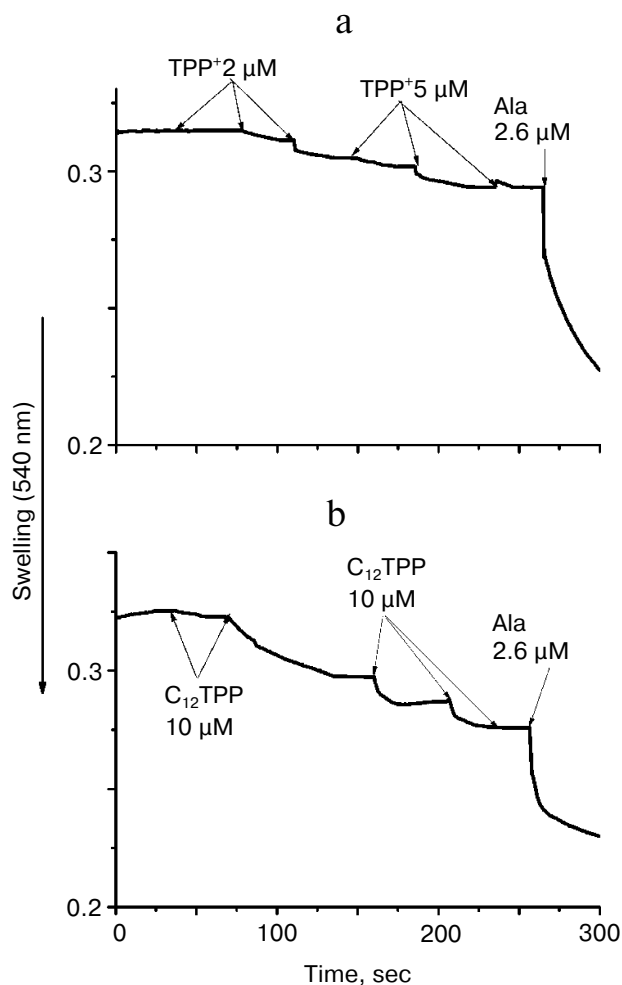 a
TPP⁺2 μM
TPP⁺5 μM
Ala
2.6 μM
0.3
0.2
Swelling (540 nm)
b
C₁₂TPP
10 μM
Ala
2.6 μM
0.3
C₁₂TPP
10 μM
0.2
0 100 200 300
Time, sec